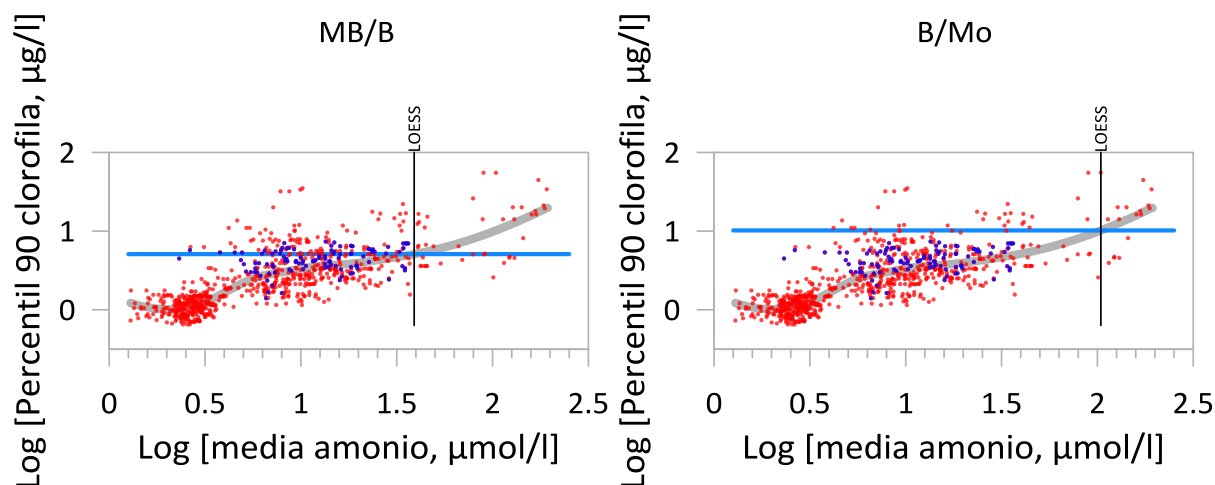 MB/B
Log [Percentil 90 clorofila, µg/l]
LOESS
2
1
0
0 0.5 1 1.5 2 2.5
Log [media amonio, µmol/l]
B/Mo
Log [Percentil 90 clorofila, µg/l]
LOESS
2
1
0
0 0.5 1 1.5 2 2.5
Log [media amonio, µmol/l]